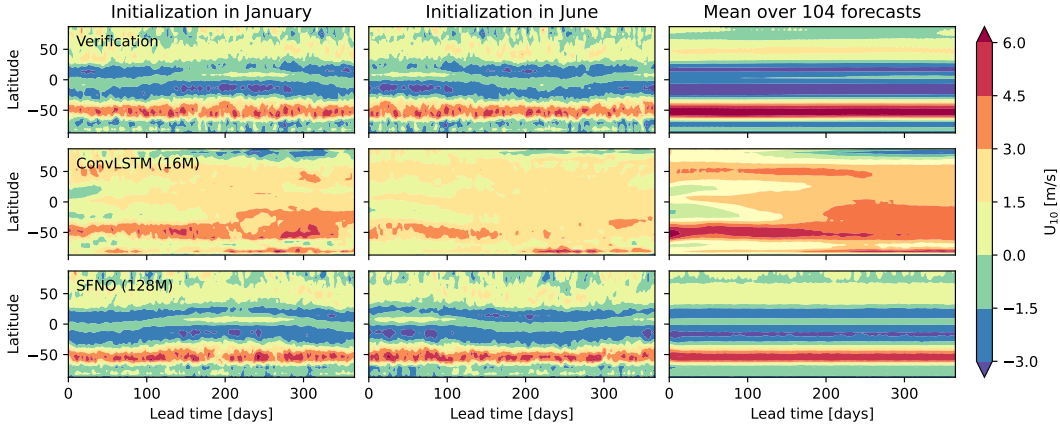 Initialization in January
Initialization in June
Mean over 104 forecasts
Verification
Latitude
50
0
−50
ConvLSTM (16M)
Latitude
50
0
−50
SFNO (128M)
Latitude
50
0
−50
0 100 200 300
0 100 200 300
0 100 200 300
Lead time [days]
Lead time [days]
Lead time [days]
6.0
4.5
3.0
1.5
0.0
−1.5
−3.0
U₁₀ [m/s]